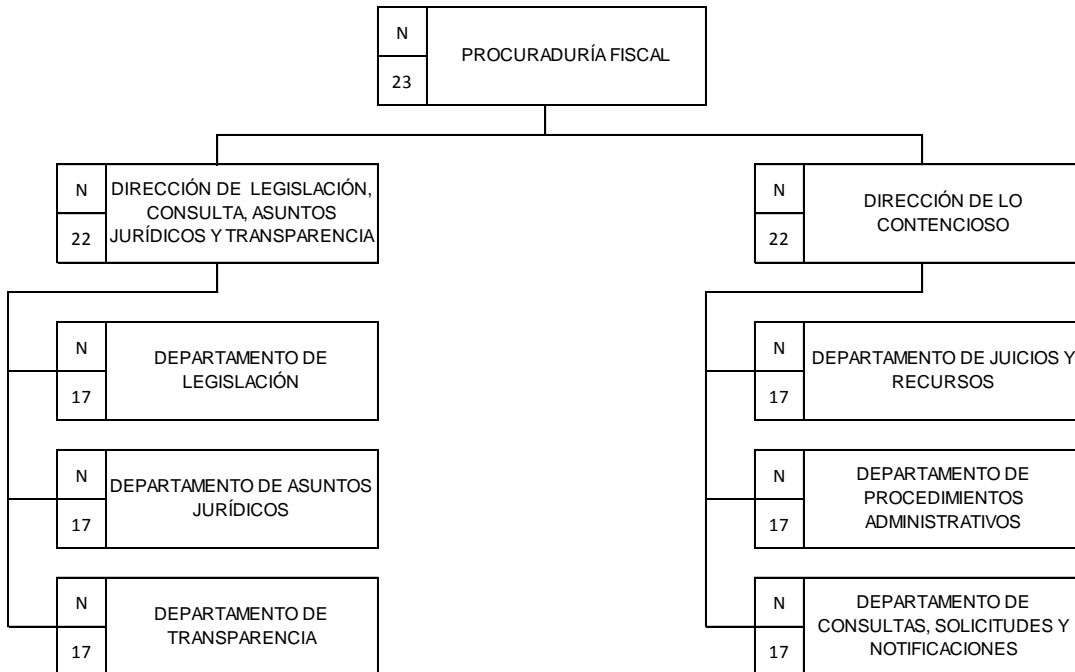 N
23
PROCURADURÍA FISCAL
N
22
DIRECCIÓN DE LEGISLACIÓN,
CONSULTA, ASUNTOS
JURÍDICOS Y TRANSPARENCIA
N
22
DIRECCIÓN DE LO
CONTENCIOSO
N
17
DEPARTAMENTO DE
LEGISLACIÓN
N
17
DEPARTAMENTO DE ASUNTOS
JURÍDICOS
N
17
DEPARTAMENTO DE
TRANSPARENCIA
N
17
DEPARTAMENTO DE JUICIOS Y
RECURSOS
N
17
DEPARTAMENTO DE
PROCEDIMIENTOS
ADMINISTRATIVOS
N
17
DEPARTAMENTO DE
CONSULTAS, SOLICITUDES Y
NOTIFICACIONES